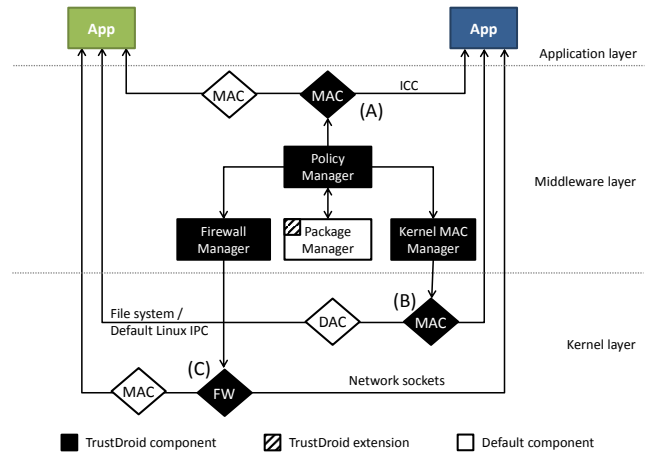 App
App
Application layer
MAC
MAC
(A)
ICC
Policy
Manager
Middleware layer
Firewall
Manager
Package
Manager
Kernel MAC
Manager
File system /
Default Linux IPC
DAC
(B)
MAC
Kernel layer
(C)
MAC
FW
Network sockets
TrustDroid component
TrustDroid extension
Default component